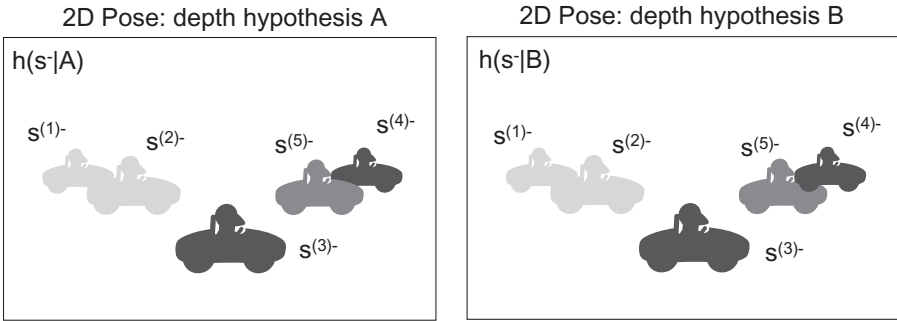 2D Pose: depth hypothesis A
h(s⁻|A)
s⁽¹⁾⁻
s⁽²⁾⁻
s⁽⁵⁾⁻
s⁽⁴⁾⁻
s⁽³⁾⁻
2D Pose: depth hypothesis B
h(s⁻|B)
s⁽¹⁾⁻
s⁽²⁾⁻
s⁽⁵⁾⁻
s⁽⁴⁾⁻
s⁽³⁾⁻